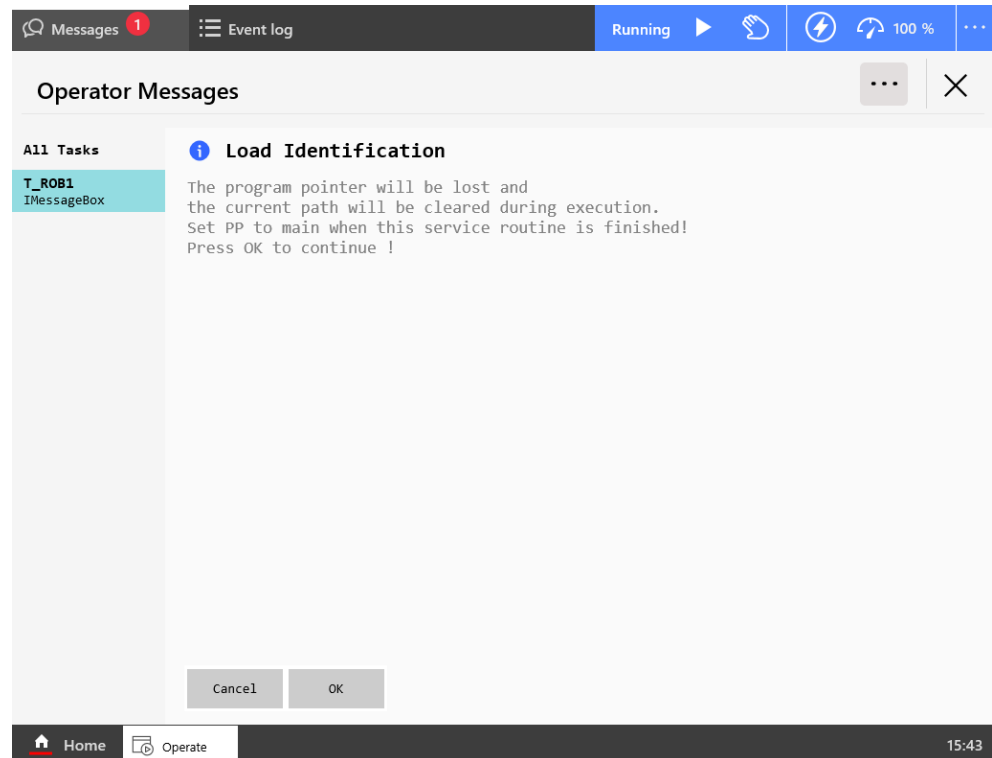 Messages 1
Event log
Running
100 %
Operator Messages
All Tasks
T_ROB1
IMessageBox
Load Identification
The program pointer will be lost and
the current path will be cleared during execution.
Set PP to main when this service routine is finished!
Press OK to continue !
Cancel
OK
Home
Operate
15:43